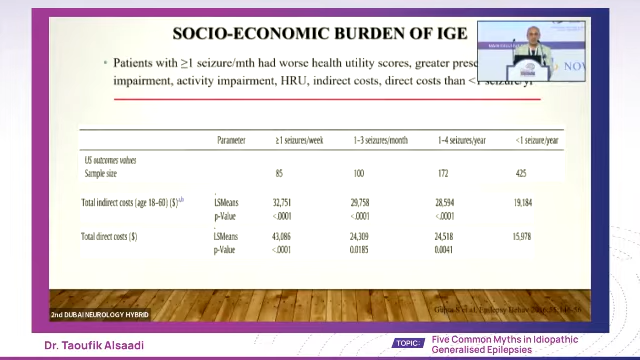 SOCIO-ECONOMIC BURDEN OF IGE
• Patients with ≥1 seizure/mth had worse health utility scores, greater
impairment, activity impairment, HRU, indirect costs, direct costs than
Parameter ≥1 seizures/week 1–3 seizures/month 1–4 seizures/year <1 seizure/year
US outcomes values
Sample size 85 100 172 425
Total indirect costs (age 18–60) ($) LSMeans 32,751 29,758 28,594 19,184
p-Value <.0001 <.0001 <.0001
Total direct costs ($) LSMeans 43,086 24,309 24,518 15,978
p-Value <.0001 0.0185 0.0041
2ND DUBAI NEUROLOGY HYBRID
Dr. Taoufik Alsaadi
TOPIC:
Five Common Myths in Idiopathic
Generalised Epilepsies